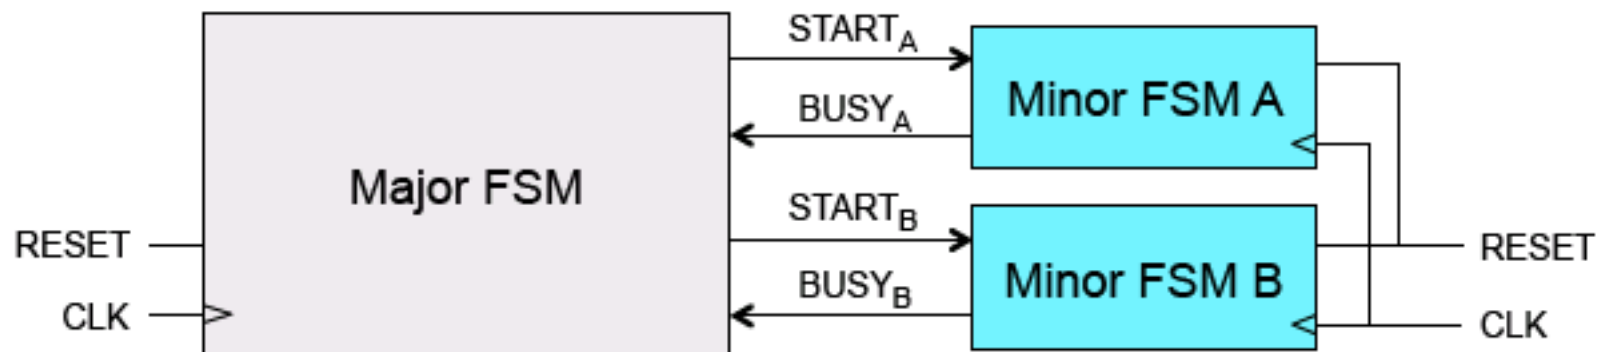 START_A
BUSY_A
Minor FSM A
Major FSM
START_B
BUSY_B
Minor FSM B
RESET
CLK
RESET
CLK